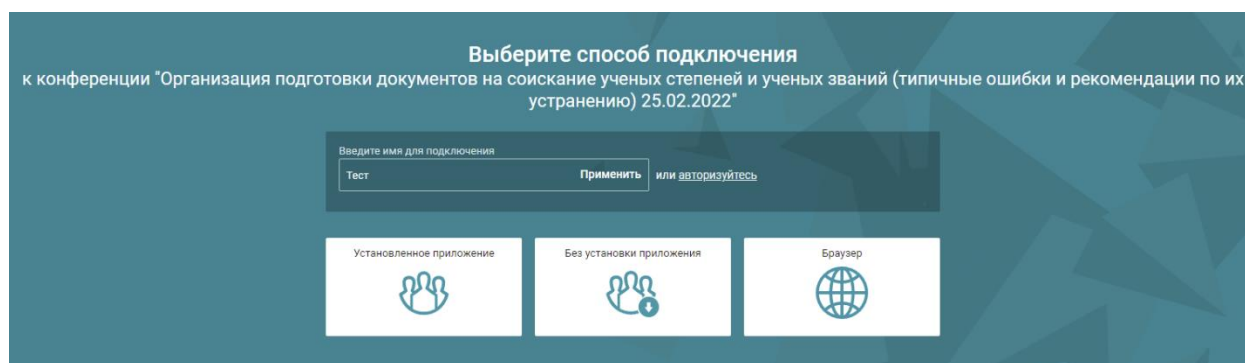 Выберите способ подключения
к конференции "Организация подготовки документов на соискание ученых степеней и ученых званий (типичные ошибки и рекомендации по их
устранению) 25.02.2022"
Введите имя для подключения
Тест Применить или авторизуйтесь
Установленное приложение Без установки приложения Браузер